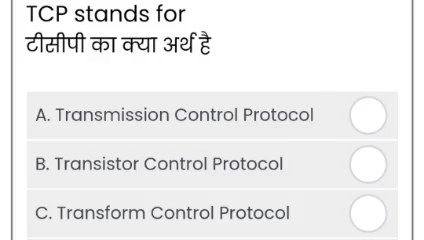 TCP stands for
टीसीपी का क्या अर्थ है
A. Transmission Control Protocol
B. Transistor Control Protocol
C. Transform Control Protocol